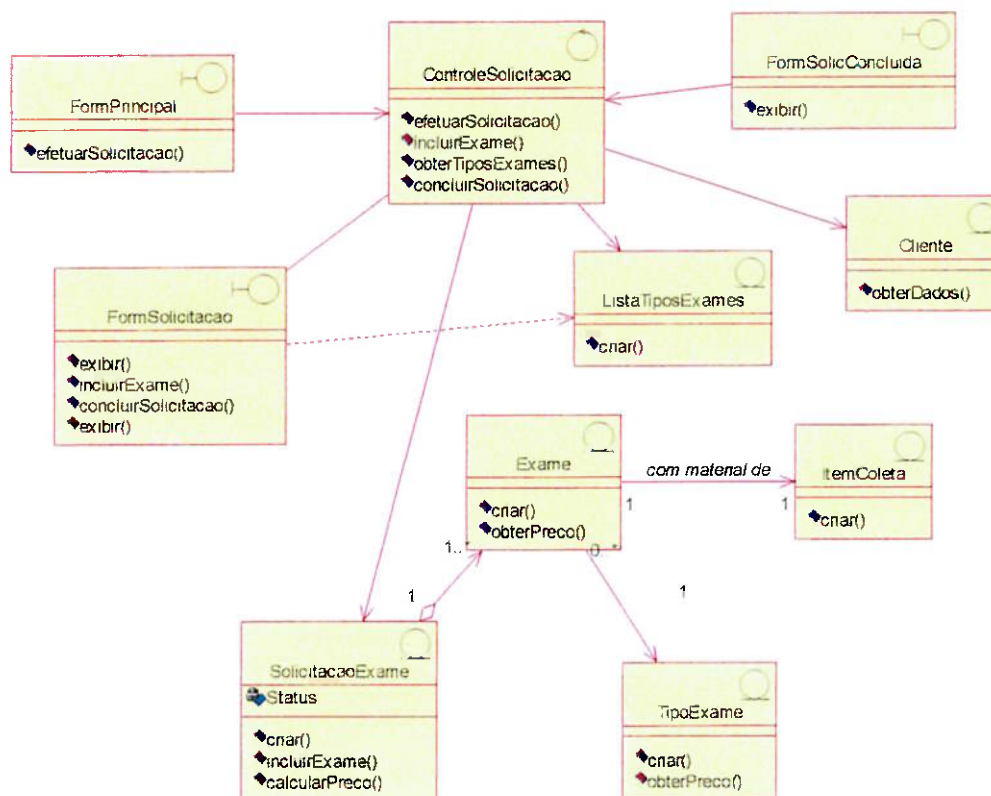 FormPrincipal
efetuarSolicitacao()
ControleSolicitacao
efetuarSolicitacao()
incluirExame()
obterTiposExames()
concluirSolicitacao()
FormSolicConcluida
exibir()
Cliente
obterDados()
FormSolicitacao
exibir()
incluirExame()
concluirSolicitacao()
exibir()
ListaTiposExames
criar()
Exame
criar()
obterPreco()
com material de
1
1
ItemColeta
criar()
1..*
0..*
1
1
SolicitacaoExame
Status
criar()
incluirExame()
calcularPreco()
TipoExame
criar()
obterPreco()